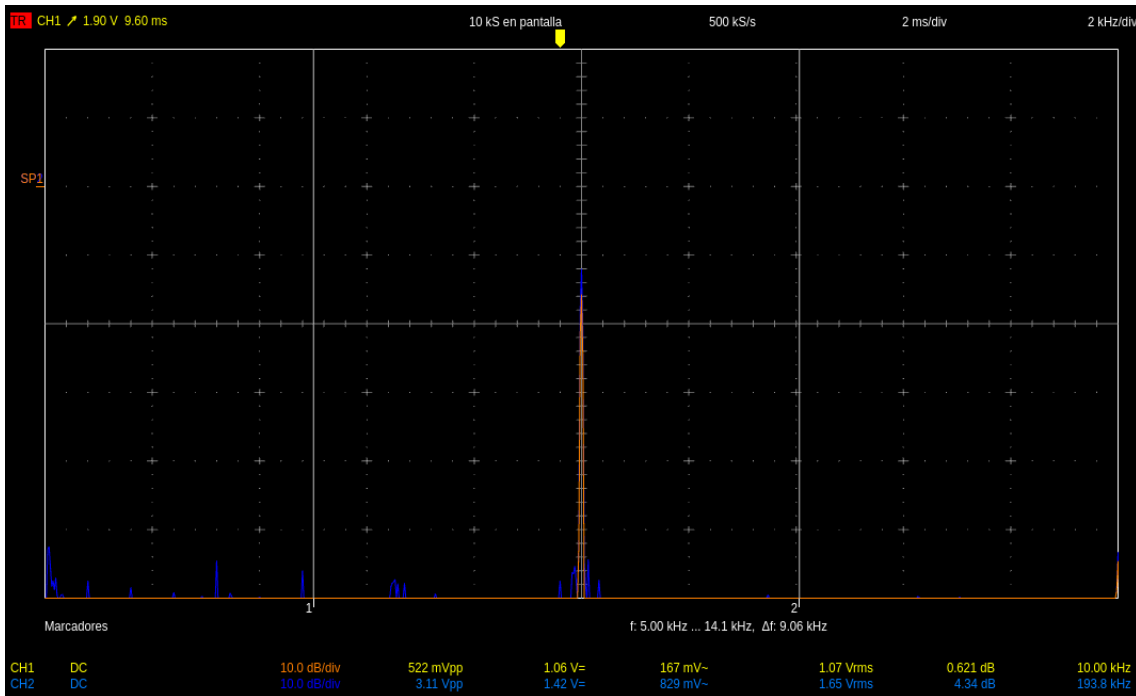 TR CH1 1.90 V 9.60 ms 10 kS en pantalla 500 kS/s 2 ms/div 2 kHz/div
SP1
1 2
Marcadores f: 5.00 kHz ... 14.1 kHz, Δf: 9.06 kHz
CH1 DC 10.0 dB/div 522 mVpp 1.06 V= 167 mV~ 1.07 Vrms 0.621 dB 10.00 kHz
CH2 DC 10.0 dB/div 3.11 Vpp 1.42 V= 829 mV~ 1.65 Vrms 4.34 dB 193.8 kHz